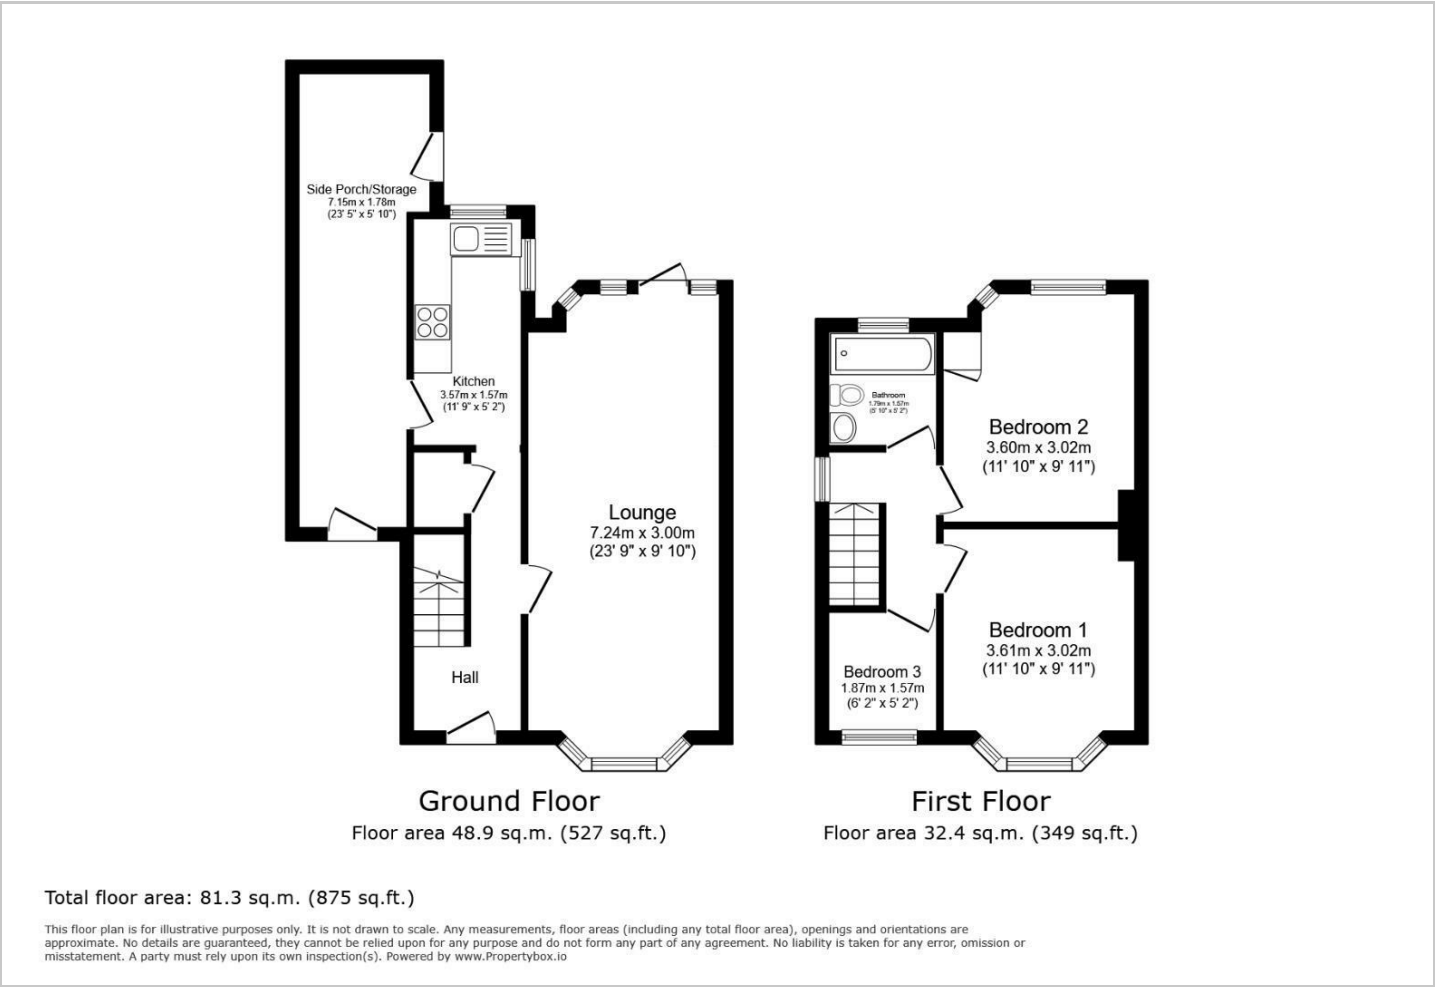 Side Porch/Storage
7.15m x 1.78m
(23' 5" x 5' 10")
Kitchen
3.57m x 1.57m
(11' 9" x 5' 2")
Lounge
7.24m x 3.00m
(23' 9" x 9' 10")
Hall
Bathroom
1.79m x 1.57m
(5' 10" x 5' 2")
Bedroom 2
3.60m x 3.02m
(11' 10" x 9' 11")
Bedroom 1
3.61m x 3.02m
(11' 10" x 9' 11")
Bedroom 3
1.87m x 1.57m
(6' 2" x 5' 2")
Ground Floor
Floor area 48.9 sq.m. (527 sq.ft.)
First Floor
Floor area 32.4 sq.m. (349 sq.ft.)
Total floor area: 81.3 sq.m. (875 sq.ft.)
This floor plan is for illustrative purposes only. It is not drawn to scale. Any measurements, floor areas (including any total floor area), openings and orientations are
approximate. No details are guaranteed, they cannot be relied upon for any purpose and do not form any part of any agreement. No liability is taken for any error, omission or
misstatement. A party must rely upon its own inspection(s). Powered by www.Propertybox.io